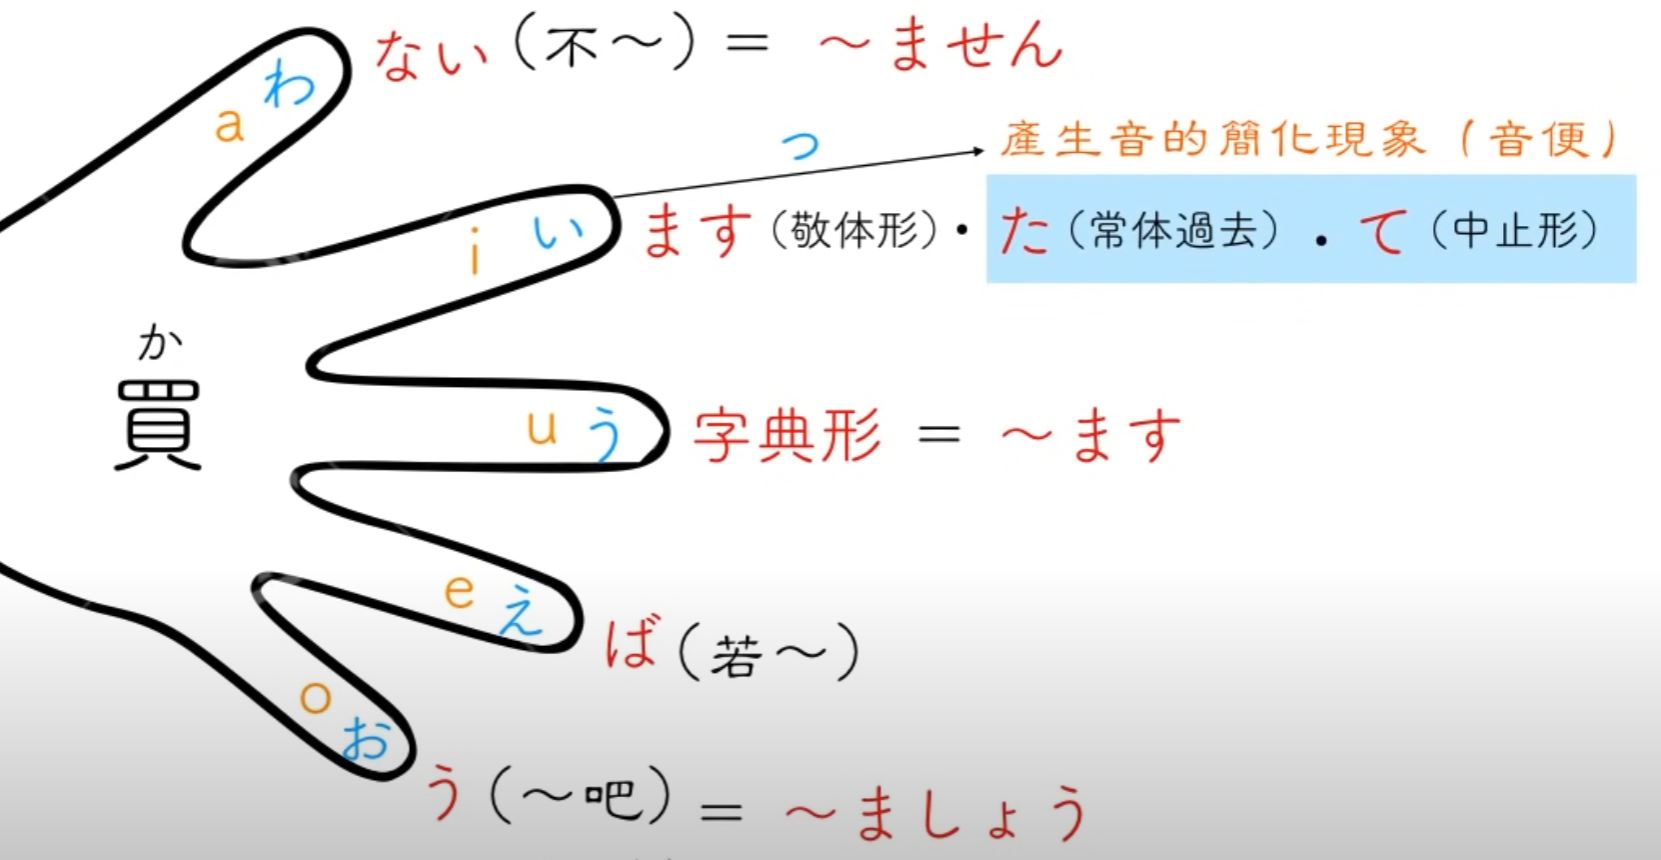 わ
a
ない（不～）＝ ～ません
つ
產生音的簡化現象（音便）
i い
ます（敬体形）・た（常体過去）．て（中止形）
か
買
u う
字典形 ＝ ～ます
e え
ば（若～）
o
お
う（～吧）＝ ～ましょう